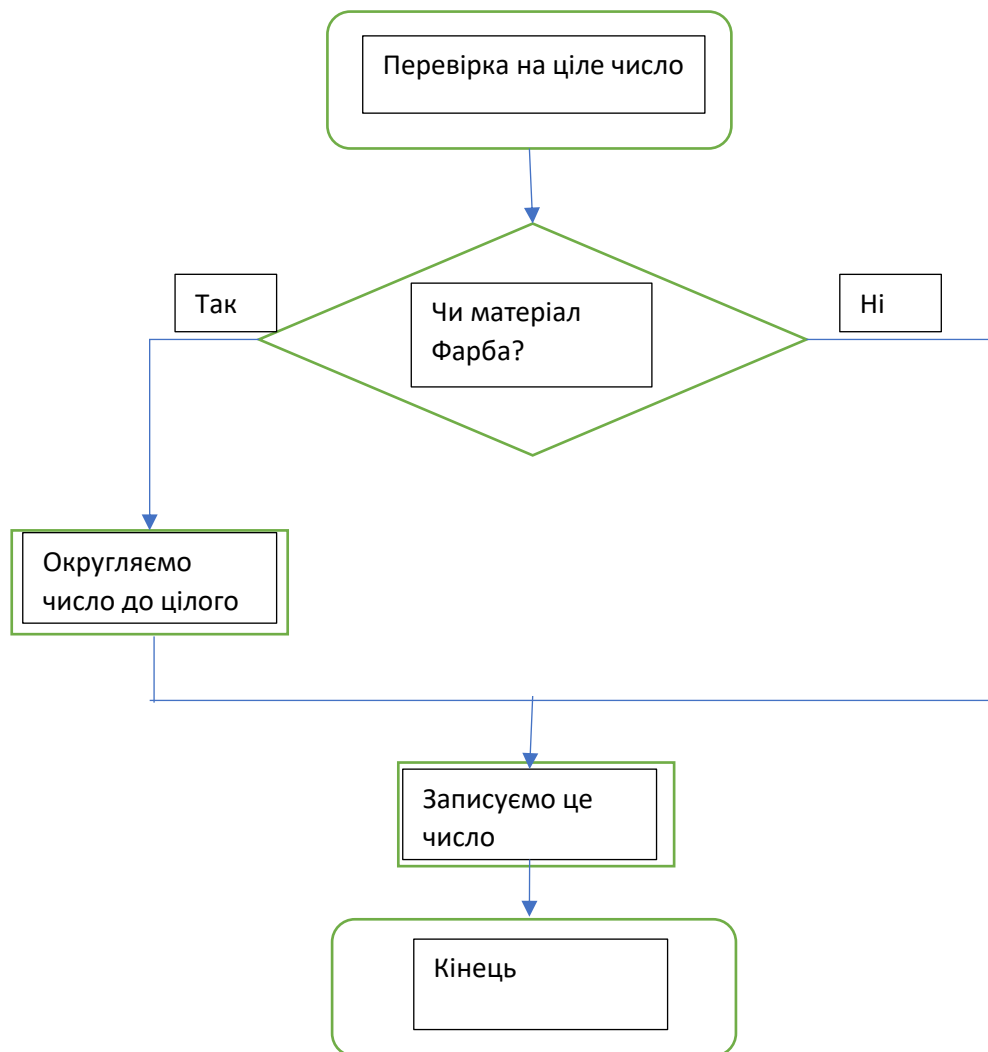 Перевірка на ціле число
Так
Чи матеріал
Фарба?
Ні
Округляємо
число до цілого
Записуємо це
число
Кінець